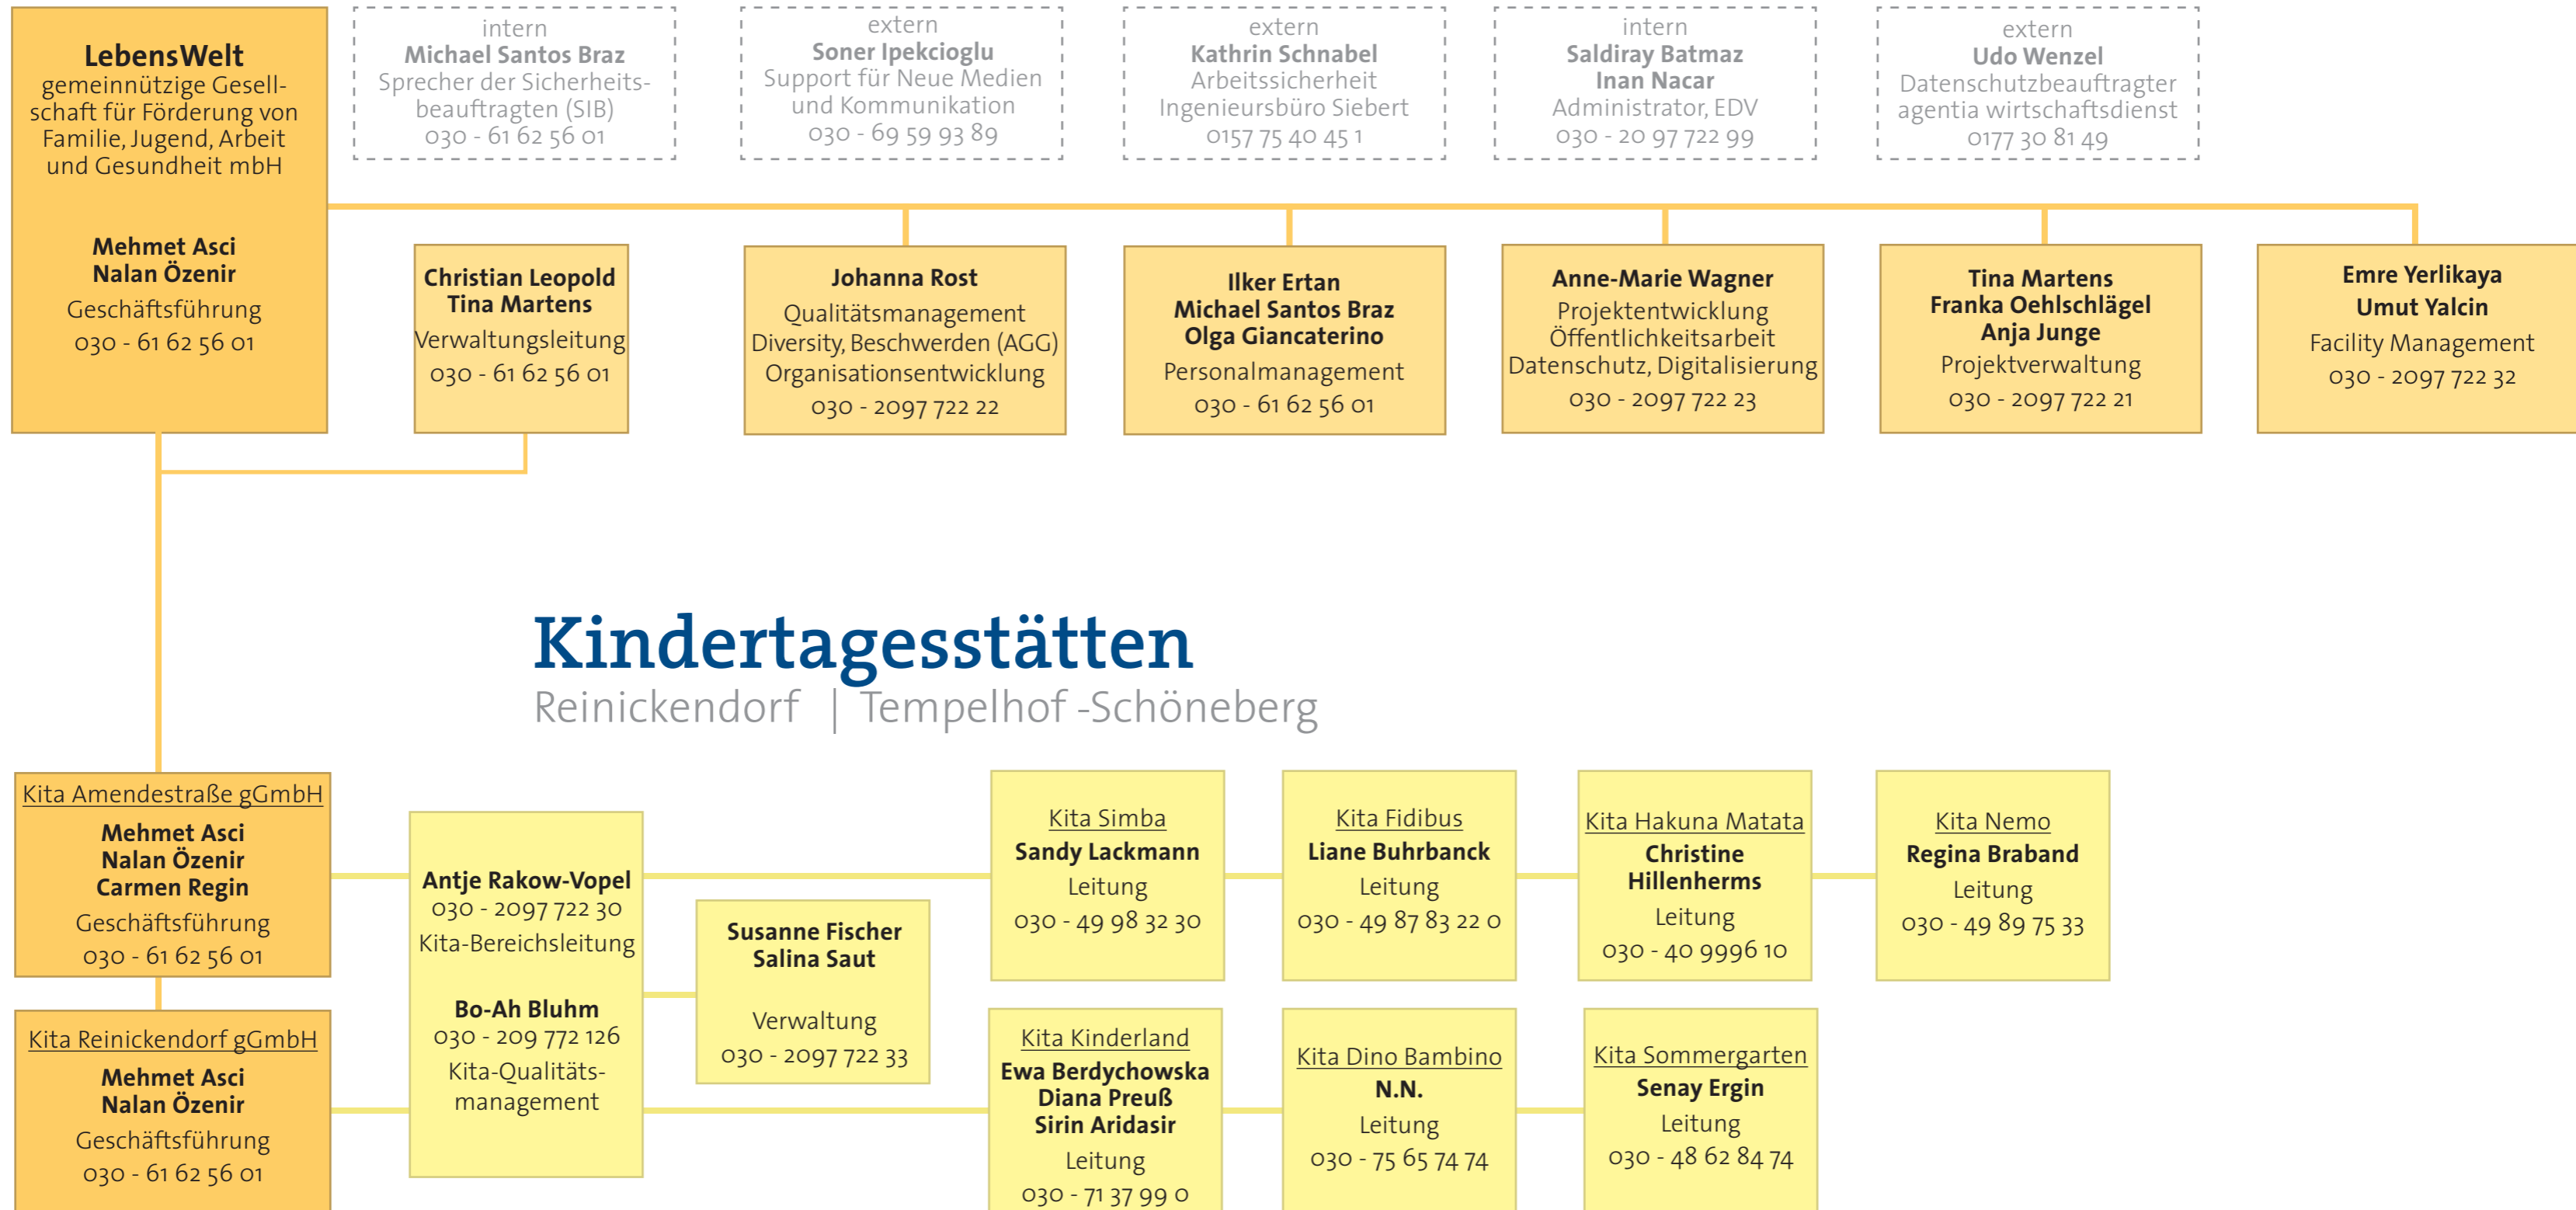 LebensWelt
gemeinnützige Gesell-
schaft für Förderung von
Familie, Jugend, Arbeit
und Gesundheit mbH
Mehmet Asci
Nalan Özenir
Geschäftsführung
030 - 61 62 56 01
intern
Michael Santos Braz
Sprecher der Sicherheits-
beauftragten (SIB)
030 - 61 62 56 01
extern
Soner Ipekcioglu
Support für Neue Medien
und Kommunikation
030 - 69 59 93 89
extern
Kathrin Schnabel
Arbeitssicherheit
Ingenieursbüro Siebert
0157 75 40 45 1
intern
Saldiray Batmaz
Inan Nacar
Administrator, EDV
030 - 20 97 722 99
extern
Udo Wenzel
Datenschutzbeauftragter
agentia wirtschaftsdienst
0177 30 81 49
Christian Leopold
Tina Martens
Verwaltungsleitung
030 - 61 62 56 01
Johanna Rost
Qualitätsmanagement
Diversity, Beschwerden (AGG)
Organisationsentwicklung
030 - 2097 722 22
Ilker Ertan
Michael Santos Braz
Olga Giancaterino
Personalmanagement
030 - 61 62 56 01
Anne-Marie Wagner
Projektentwicklung
Öffentlichkeitsarbeit
Datenschutz, Digitalisierung
030 - 2097 722 23
Tina Martens
Franka Oehlschlägel
Anja Junge
Projektverwaltung
030 - 2097 722 21
Emre Yerlikaya
Umut Yalcin
Facility Management
030 - 2097 722 32
Kindertagesstätten
Reinickendorf | Tempelhof -Schöneberg
Kita Amendestraße gGmbH
Mehmet Asci
Nalan Özenir
Carmen Regin
Geschäftsführung
030 - 61 62 56 01
Antje Rakow-Vopel
030 - 2097 722 30
Kita-Bereichsleitung
Bo-Ah Bluhm
030 - 209 772 126
Kita-Qualitäts-
management
Susanne Fischer
Salina Saut
Verwaltung
030 - 2097 722 33
Kita Simba
Sandy Lackmann
Leitung
030 - 49 98 32 30
Kita Fidibus
Liane Buhrbanck
Leitung
030 - 49 87 83 22 0
Kita Hakuna Matata
Christine
Hillenherms
Leitung
030 - 40 9996 10
Kita Nemo
Regina Braband
Leitung
030 - 49 89 75 33
Kita Reinickendorf gGmbH
Mehmet Asci
Nalan Özenir
Geschäftsführung
030 - 61 62 56 01
Kita Kinderland
Ewa Berdychowska
Diana Preuß
Sirin Aridasir
Leitung
030 - 71 37 99 0
Kita Dino Bambino
N.N.
Leitung
030 - 75 65 74 74
Kita Sommergarten
Senay Ergin
Leitung
030 - 48 62 84 74